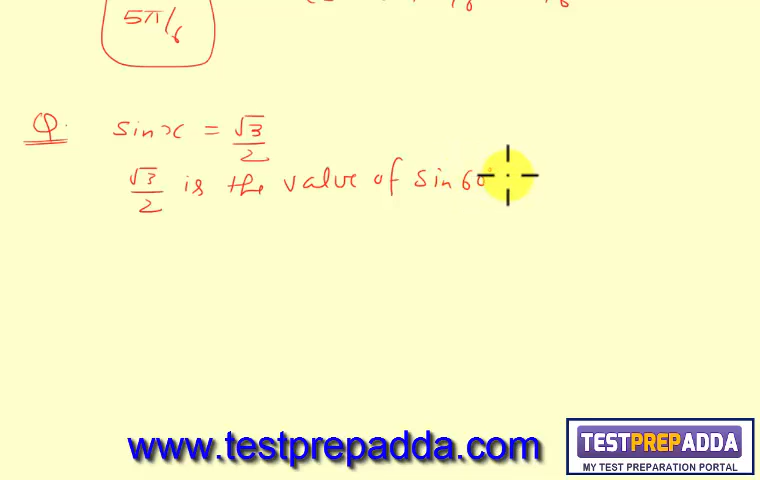 5π/6
Q. sin x = √3/2
√3/2 is the value of sin 60°
www.testprepadda.com
TESTPREPADDA
MY TEST PREPARATION PORTAL